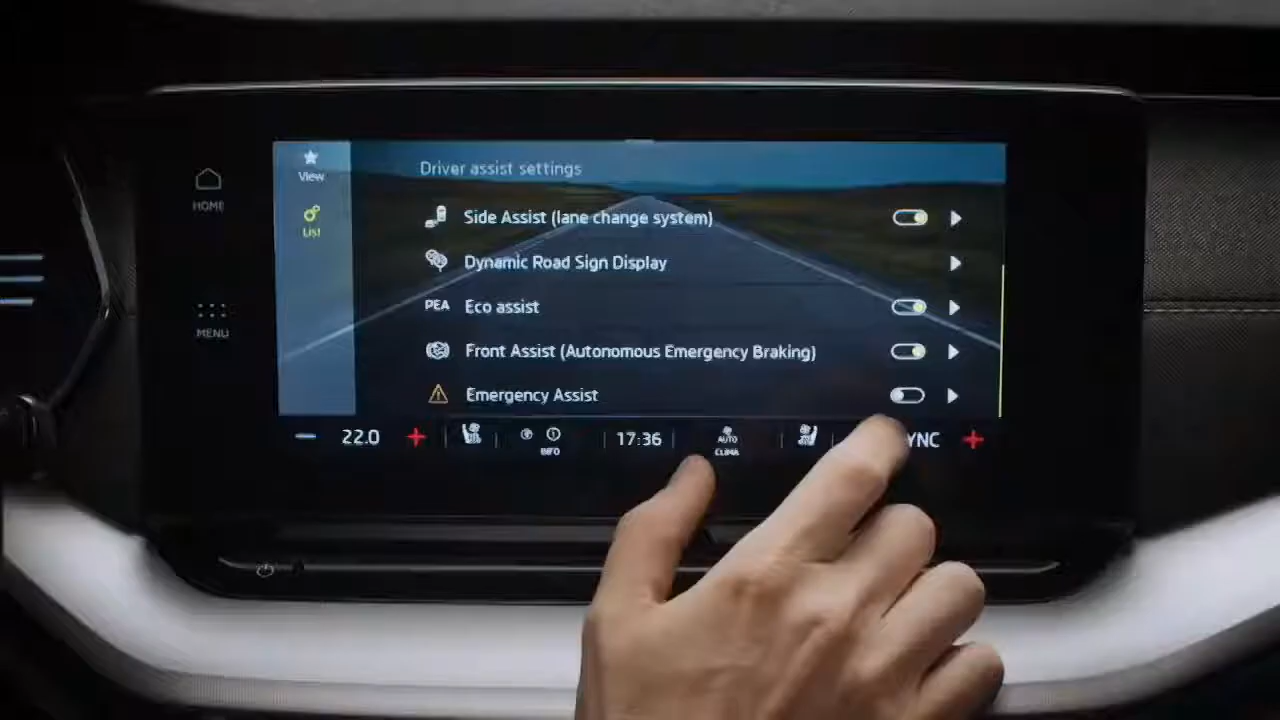 View
Driver assist settings
HOME
List
Side Assist (lane change system)
Dynamic Road Sign Display
MENU
PEA Eco assist
Front Assist (Autonomous Emergency Braking)
Emergency Assist
22.0
INFO
17:36
AUTO
CLIMA
YNC